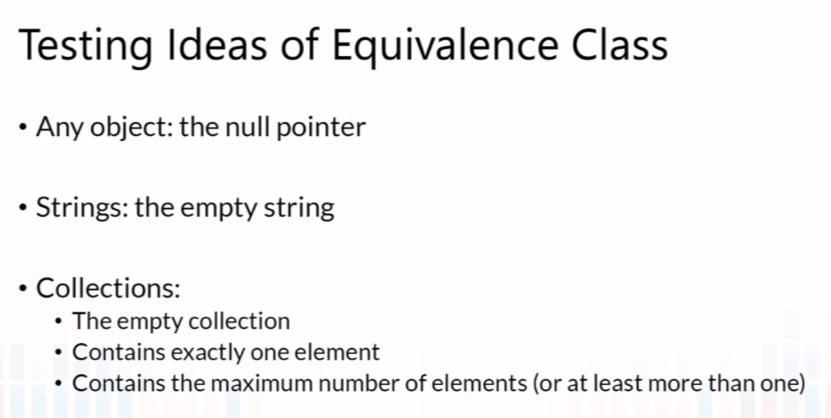 Testing Ideas of Equivalence Class
• Any object: the null pointer
• Strings: the empty string
• Collections:
• The empty collection
• Contains exactly one element
• Contains the maximum number of elements (or at least more than one)